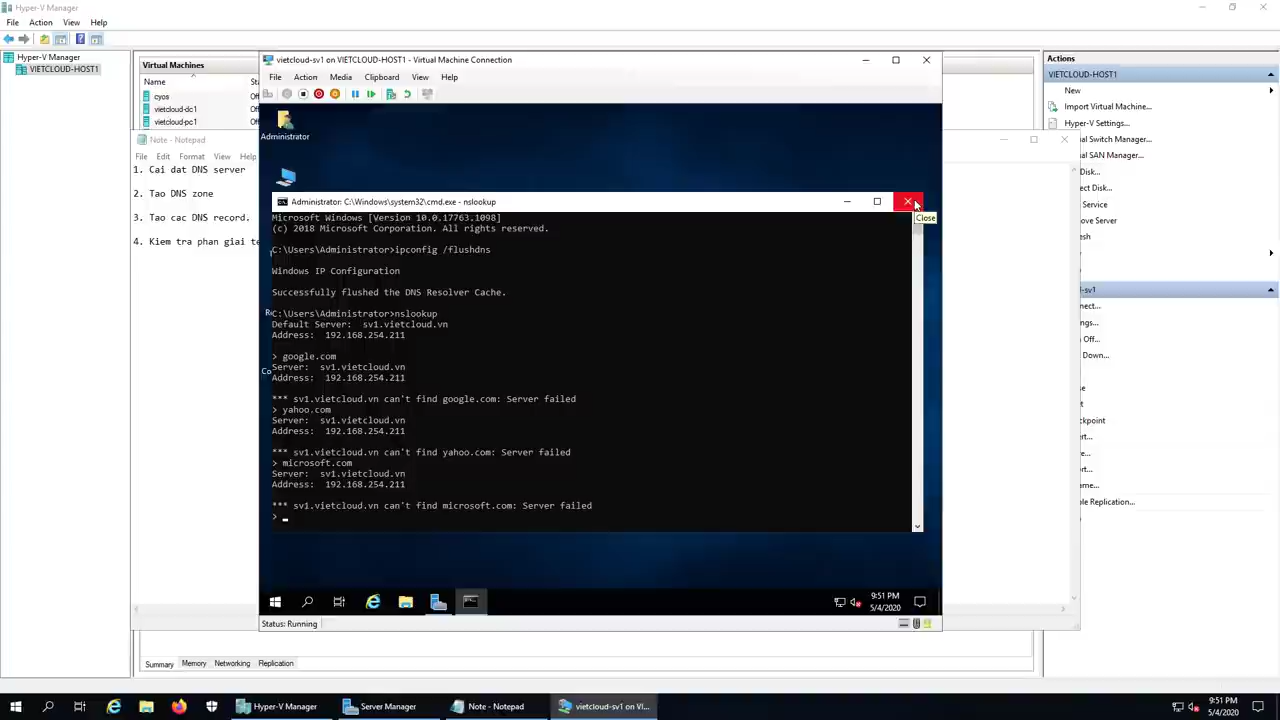 Hyper-V Manager
File Action View Help
Hyper-V Manager
VIETCLOUD-HOST1
Virtual Machines
Name
cyos
vietcloud-dc1
vietcloud-pc1
Note - Notepad
File Edit Format View Help
1. Cai dat DNS server
2. Tao DNS zone
3. Tao cac DNS record.
4. Kiem tra phan giai te
vietcloud-sv1 on VIETCLOUD-HOST1 - Virtual Machine Connection
File Action Media Clipboard View Help
Administrator
Administrator: C:\Windows\system32\cmd.exe - nslookup
Close
Microsoft Windows [Version 10.0.17763.1098]
(c) 2018 Microsoft Corporation. All rights reserved.
C:\Users\Administrator>ipconfig /flushdns
Windows IP Configuration
Successfully flushed the DNS Resolver Cache.
C:\Users\Administrator>nslookup
Default Server: sv1.vietcloud.vn
Address: 192.168.254.211
> google.com
Server: sv1.vietcloud.vn
Address: 192.168.254.211
*** sv1.vietcloud.vn can't find google.com: Server failed
> yahoo.com
Server: sv1.vietcloud.vn
Address: 192.168.254.211
*** sv1.vietcloud.vn can't find yahoo.com: Server failed
> microsoft.com
Server: sv1.vietcloud.vn
Address: 192.168.254.211
*** sv1.vietcloud.vn can't find microsoft.com: Server failed
>
9:51 PM
5/4/2020
Status: Running
Summary Memory Networking Replication
Actions
VIETCLOUD-HOST1
New
Import Virtual Machine...
Hyper-V Settings...
tual Switch Manager...
tual SAN Manager...
Disk...
ct Disk...
Service
ove Server
d-sv1
nect...
ngs...
Off...
Down...
eckpoint
ort...
e...
me...
ble Replication...
Hyper-V Manager
Server Manager
Note - Notepad
vietcloud-sv1 on VI...
9:51 PM
5/4/2020